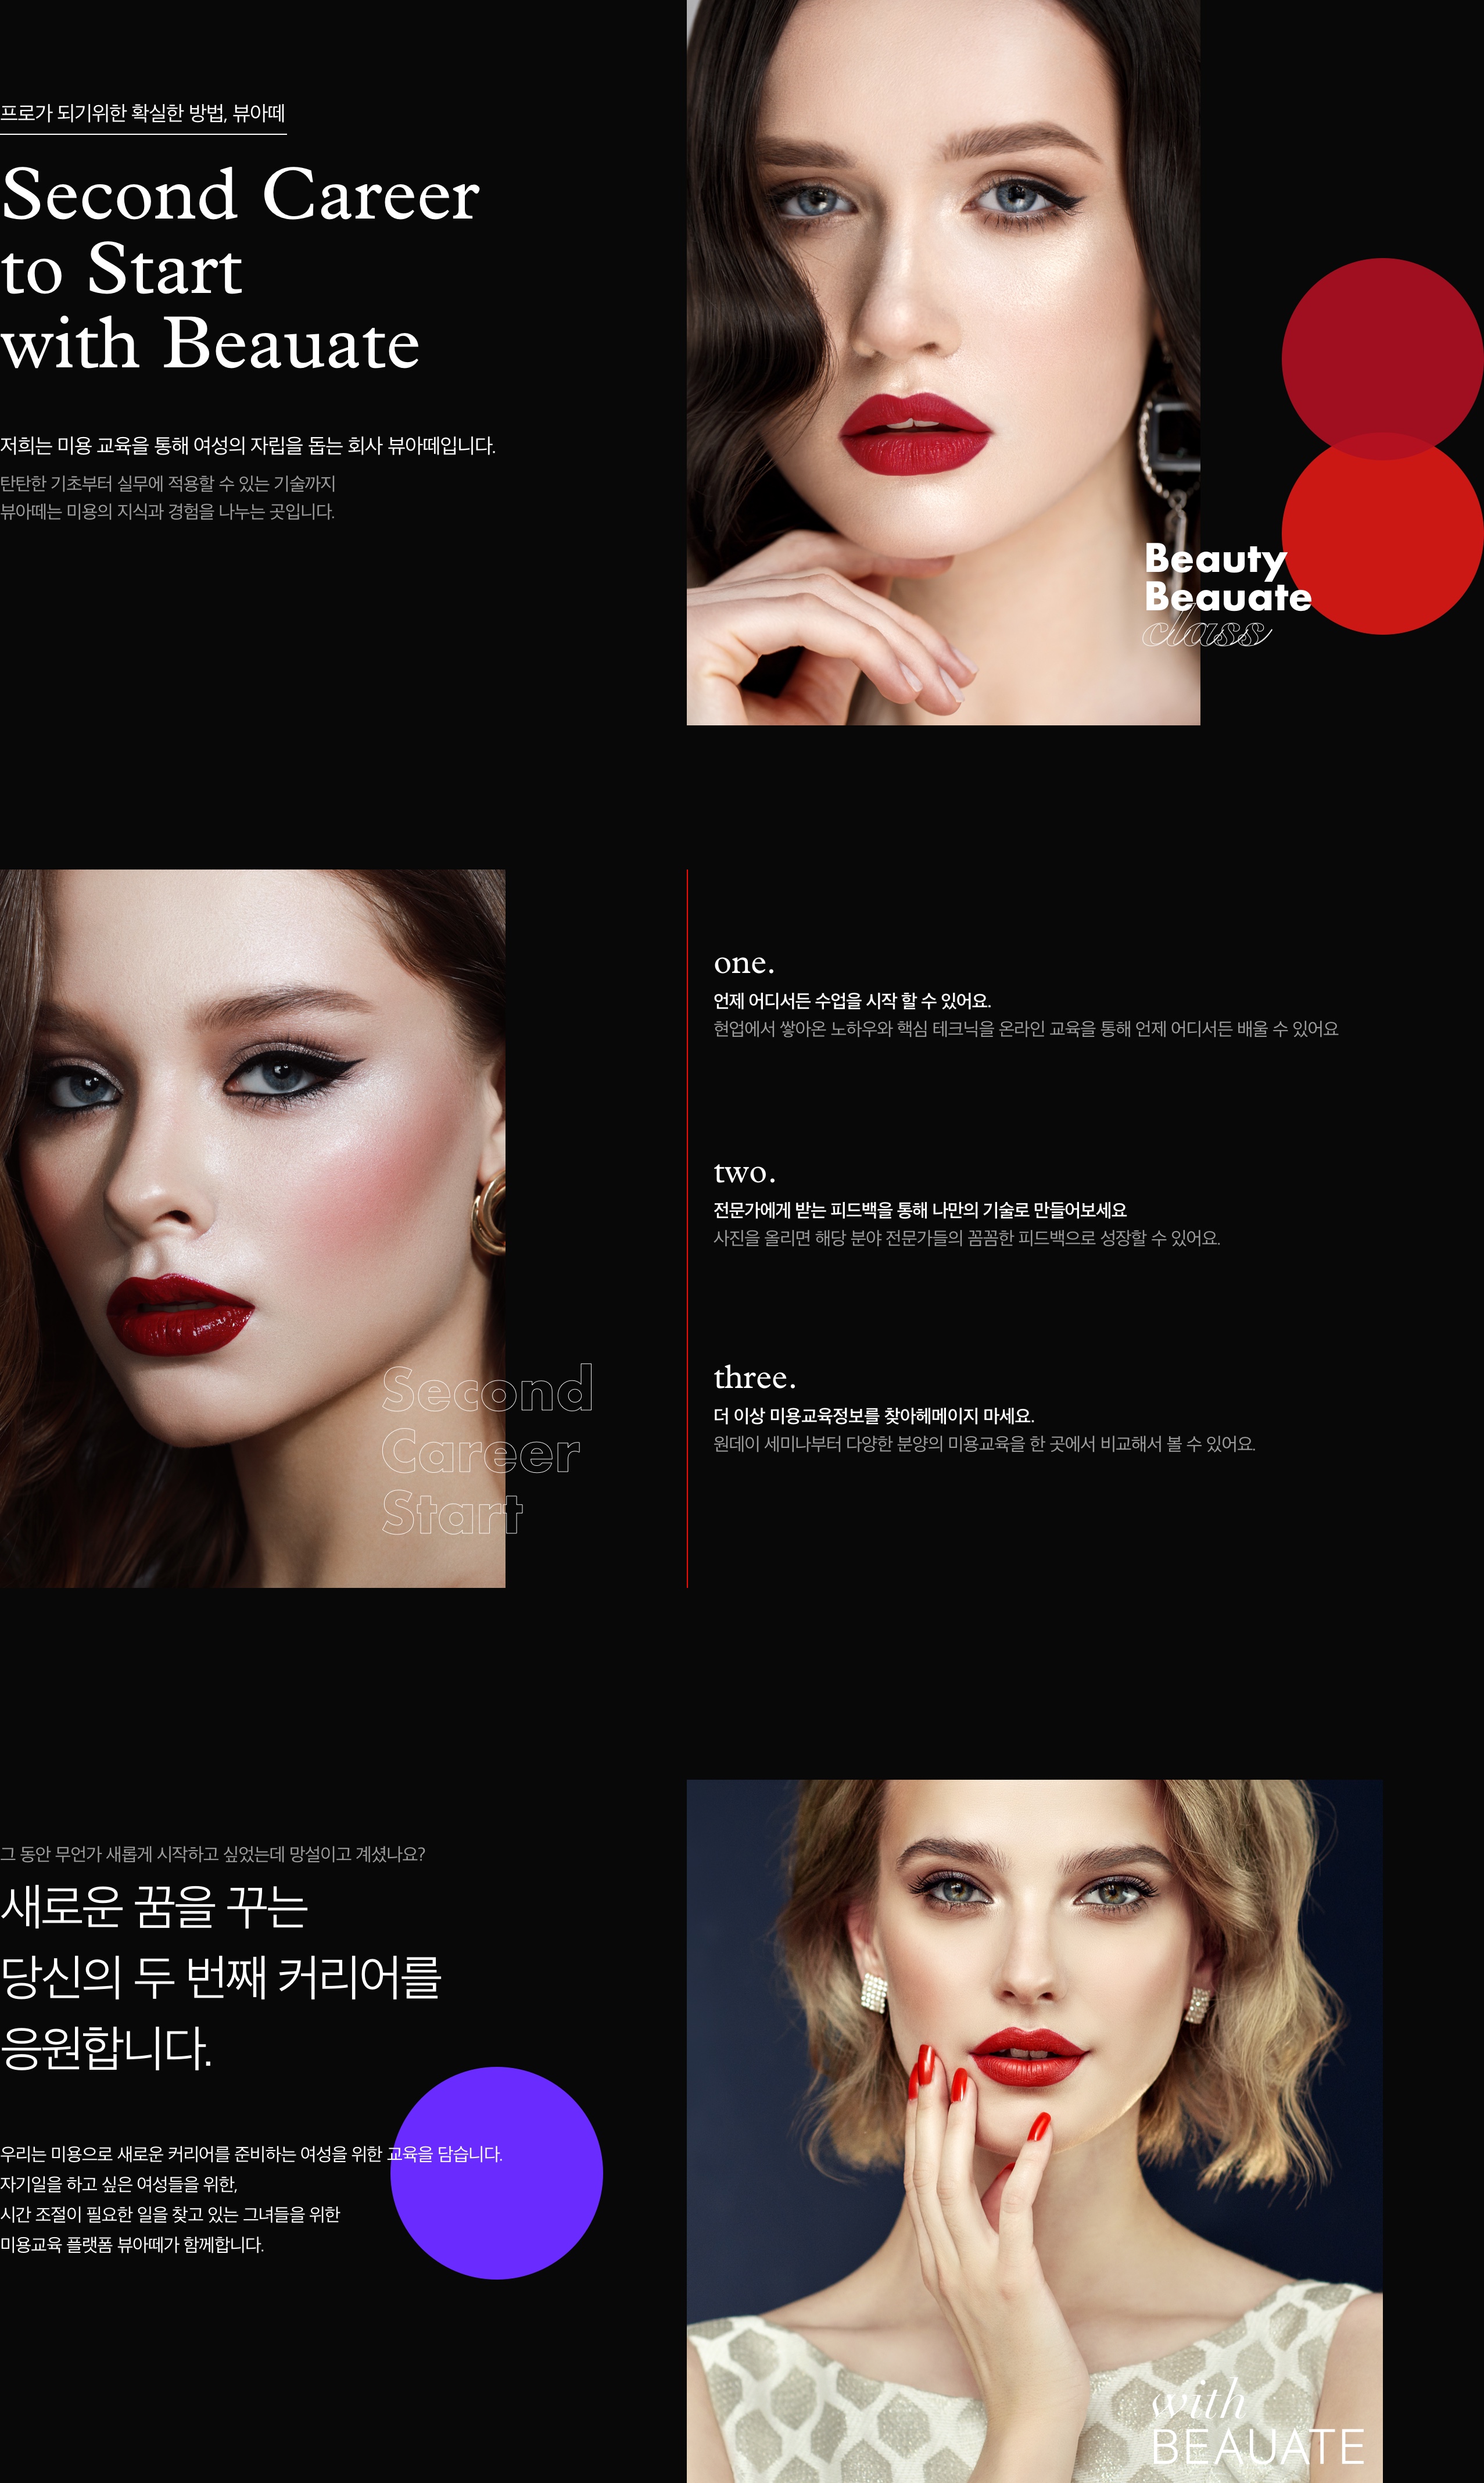 프로가 되기위한 확실한 방법, 뷰아떼
Second Career
to Start
with Beauate
저희는 미용 교육을 통해 여성의 자립을 돕는 회사 뷰아떼입니다.
탄탄한 기초부터 실무에 적용할 수 있는 기술까지
뷰아떼는 미용의 지식과 경험을 나누는 곳입니다.
Beauty
Beauate
class
Second
Career
Start
one.
언제 어디서든 수업을 시작 할 수 있어요.
현업에서 쌓아온 노하우와 핵심 테크닉을 온라인 교육을 통해 언제 어디서든 배울 수 있어요
two.
전문가에게 받는 피드백을 통해 나만의 기술로 만들어보세요
사진을 올리면 해당 분야 전문가들의 꼼꼼한 피드백으로 성장할 수 있어요.
three.
더 이상 미용교육정보를 찾아헤메이지 마세요.
원데이 세미나부터 다양한 분양의 미용교육을 한 곳에서 비교해서 볼 수 있어요.
그 동안 무언가 새롭게 시작하고 싶었는데 망설이고 계셨나요?
새로운 꿈을 꾸는
당신의 두 번째 커리어를
응원합니다.
우리는 미용으로 새로운 커리어를 준비하는 여성을 위한 교육을 담습니다.
자기일을 하고 싶은 여성들을 위한,
시간 조절이 필요한 일을 찾고 있는 그녀들을 위한
미용교육 플랫폼 뷰아떼가 함께합니다.
with
BEAUATE